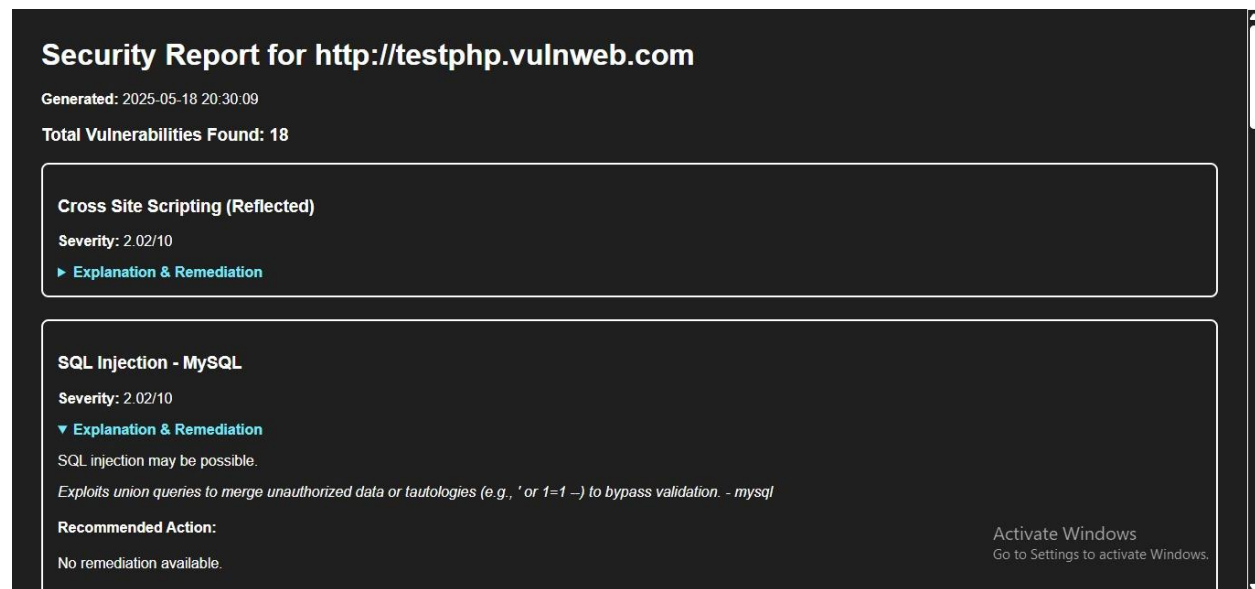 Security Report for http://testphp.vulnweb.com
Generated: 2025-05-18 20:30:09
Total Vulnerabilities Found: 18
Cross Site Scripting (Reflected)
Severity: 2.02/10
▶ Explanation & Remediation
SQL Injection - MySQL
Severity: 2.02/10
▼ Explanation & Remediation
SQL injection may be possible.
Exploits union queries to merge unauthorized data or tautologies (e.g., ' or 1=1 --) to bypass validation. - mysql
Recommended Action:
No remediation available.
Activate Windows
Go to Settings to activate Windows.